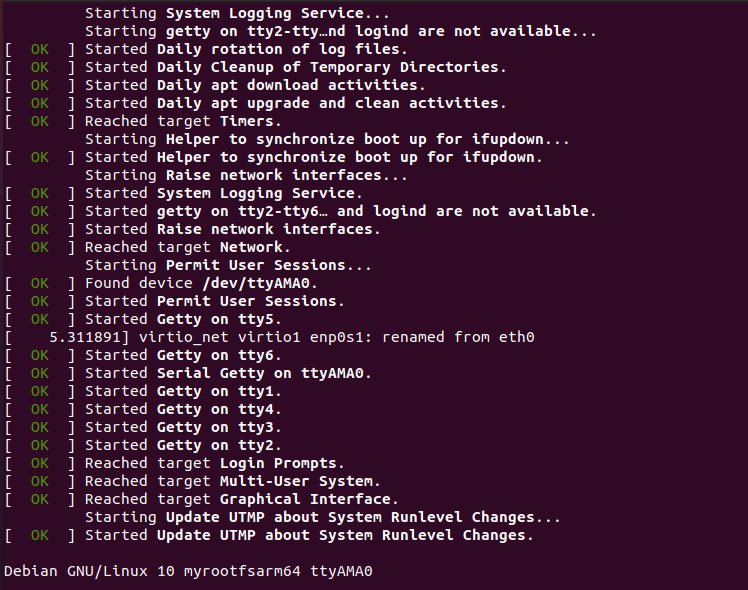 Starting System Logging Service...
Starting getty on tty2-tty…nd logind are not available...
[  OK  ] Started Daily rotation of log files.
[  OK  ] Started Daily Cleanup of Temporary Directories.
[  OK  ] Started Daily apt download activities.
[  OK  ] Started Daily apt upgrade and clean activities.
[  OK  ] Reached target Timers.
Starting Helper to synchronize boot up for ifupdown...
[  OK  ] Started Helper to synchronize boot up for ifupdown.
Starting Raise network interfaces...
[  OK  ] Started System Logging Service.
[  OK  ] Started getty on tty2-tty6… and logind are not available.
[  OK  ] Started Raise network interfaces.
[  OK  ] Reached target Network.
Starting Permit User Sessions...
[  OK  ] Found device /dev/ttyAMA0.
[  OK  ] Started Permit User Sessions.
[  OK  ] Started Getty on tty5.
[    5.311891] virtio_net virtio1 enp0s1: renamed from eth0
[  OK  ] Started Getty on tty6.
[  OK  ] Started Serial Getty on ttyAMA0.
[  OK  ] Started Getty on tty1.
[  OK  ] Started Getty on tty4.
[  OK  ] Started Getty on tty3.
[  OK  ] Started Getty on tty2.
[  OK  ] Reached target Login Prompts.
[  OK  ] Reached target Multi-User System.
[  OK  ] Reached target Graphical Interface.
Starting Update UTMP about System Runlevel Changes...
[  OK  ] Started Update UTMP about System Runlevel Changes.
Debian GNU/Linux 10 myrootfsarm64 ttyAMA0